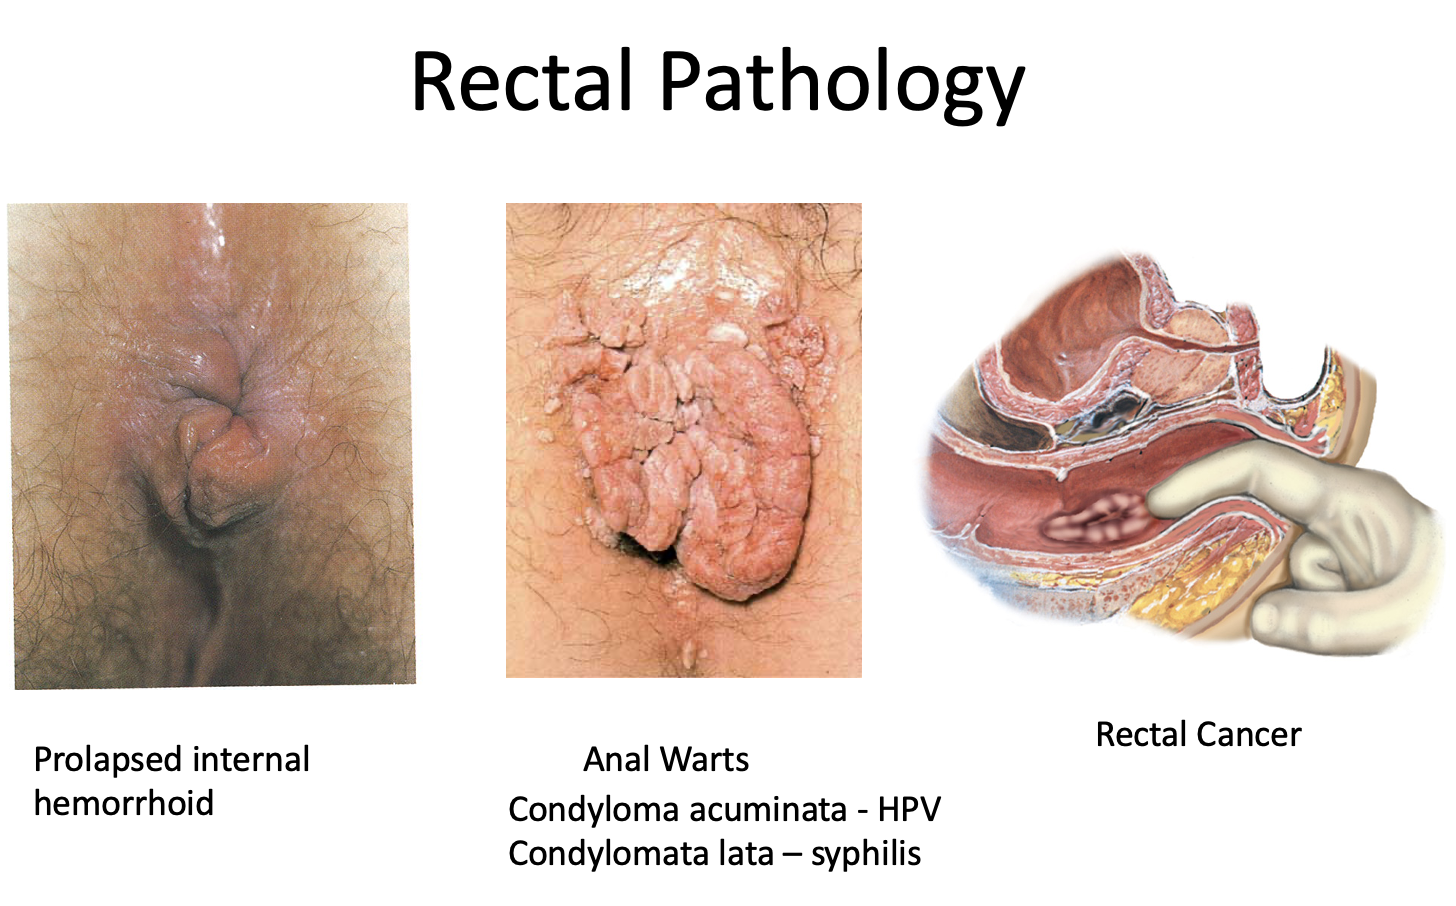 Rectal Pathology
Prolapsed internal
hemorrhoid
Anal Warts
Condyloma acuminata - HPV
Condylomata lata – syphilis
Rectal Cancer